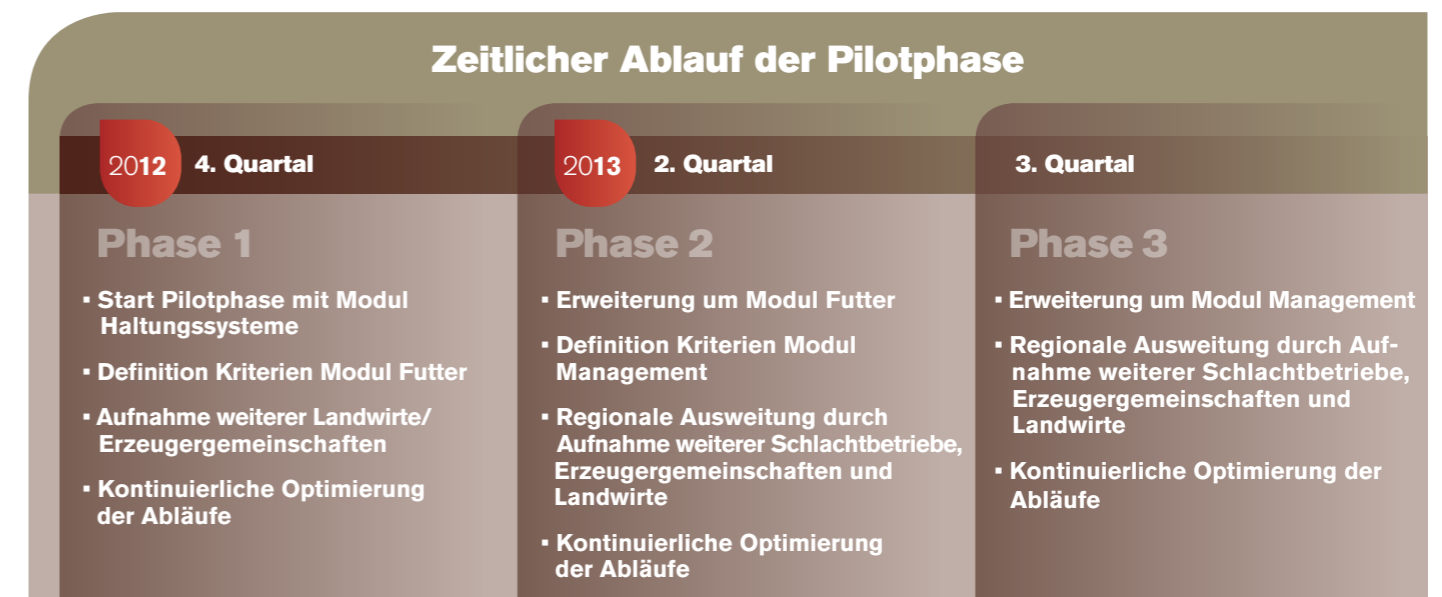 Zeitlicher Ablauf der Pilotphase
2012 4. Quartal
Phase 1
▪ Start Pilotphase mit Modul
Haltungssysteme
▪ Definition Kriterien Modul Futter
▪ Aufnahme weiterer Landwirte/
Erzeugergemeinschaften
▪ Kontinuierliche Optimierung
der Abläufe
2013 2. Quartal
Phase 2
▪ Erweiterung um Modul Futter
▪ Definition Kriterien Modul
Management
▪ Regionale Ausweitung durch
Aufnahme weiterer Schlachtbetriebe,
Erzeugergemeinschaften und
Landwirte
▪ Kontinuierliche Optimierung
der Abläufe
3. Quartal
Phase 3
▪ Erweiterung um Modul Management
▪ Regionale Ausweitung durch Auf-
nahme weiterer Schlachtbetriebe,
Erzeugergemeinschaften und
Landwirte
▪ Kontinuierliche Optimierung der
Abläufe